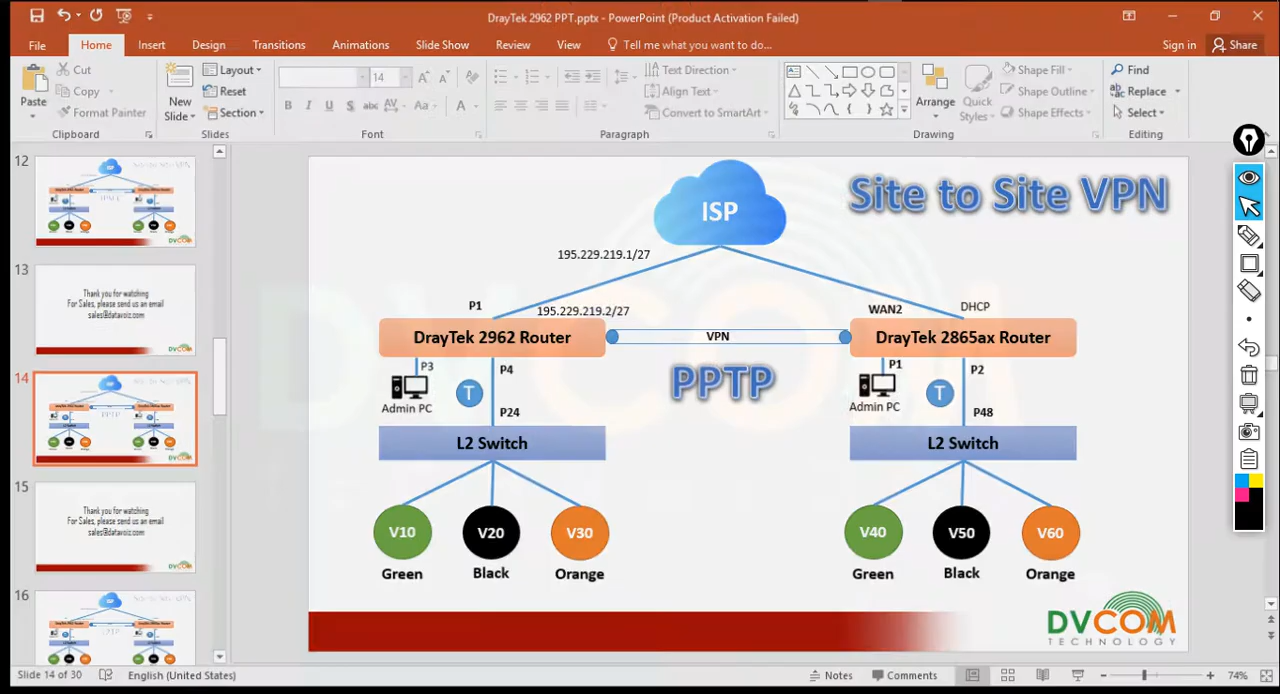 DrayTek 2962 PPT.pptx - PowerPoint (Product Activation Failed)
File Home Insert Design Transitions Animations Slide Show Review View Tell me what you want to do... Sign in Share
Paste Cut Copy Format Painter
Clipboard
New Slide Layout Reset Section
Slides
14
B I U S abc AV Aa A
Font
Text Direction
Align Text
Convert to SmartArt
Paragraph
Arrange Quick Styles Shape Fill Shape Outline Shape Effects
Drawing
Find
Replace
Select
Editing
12
13
Thank you for watching
For Sales, please send us an email
sales@datavoiz.com
14
15
Thank you for watching
For Sales, please send us an email
sales@datavoiz.com
16
Site to Site VPN
ISP
195.229.219.1/27
P1 195.229.219.2/27 WAN2 DHCP
DrayTek 2962 Router VPN DrayTek 2865ax Router
PPTP
P3 P4 P1 P2
T T
Admin PC P24 Admin PC P48
L2 Switch L2 Switch
V10 V20 V30 V40 V50 V60
Green Black Orange Green Black Orange
DVCOM
TECHNOLOGY
DVCOM
Slide 14 of 30 English (United States) Notes Comments 74%